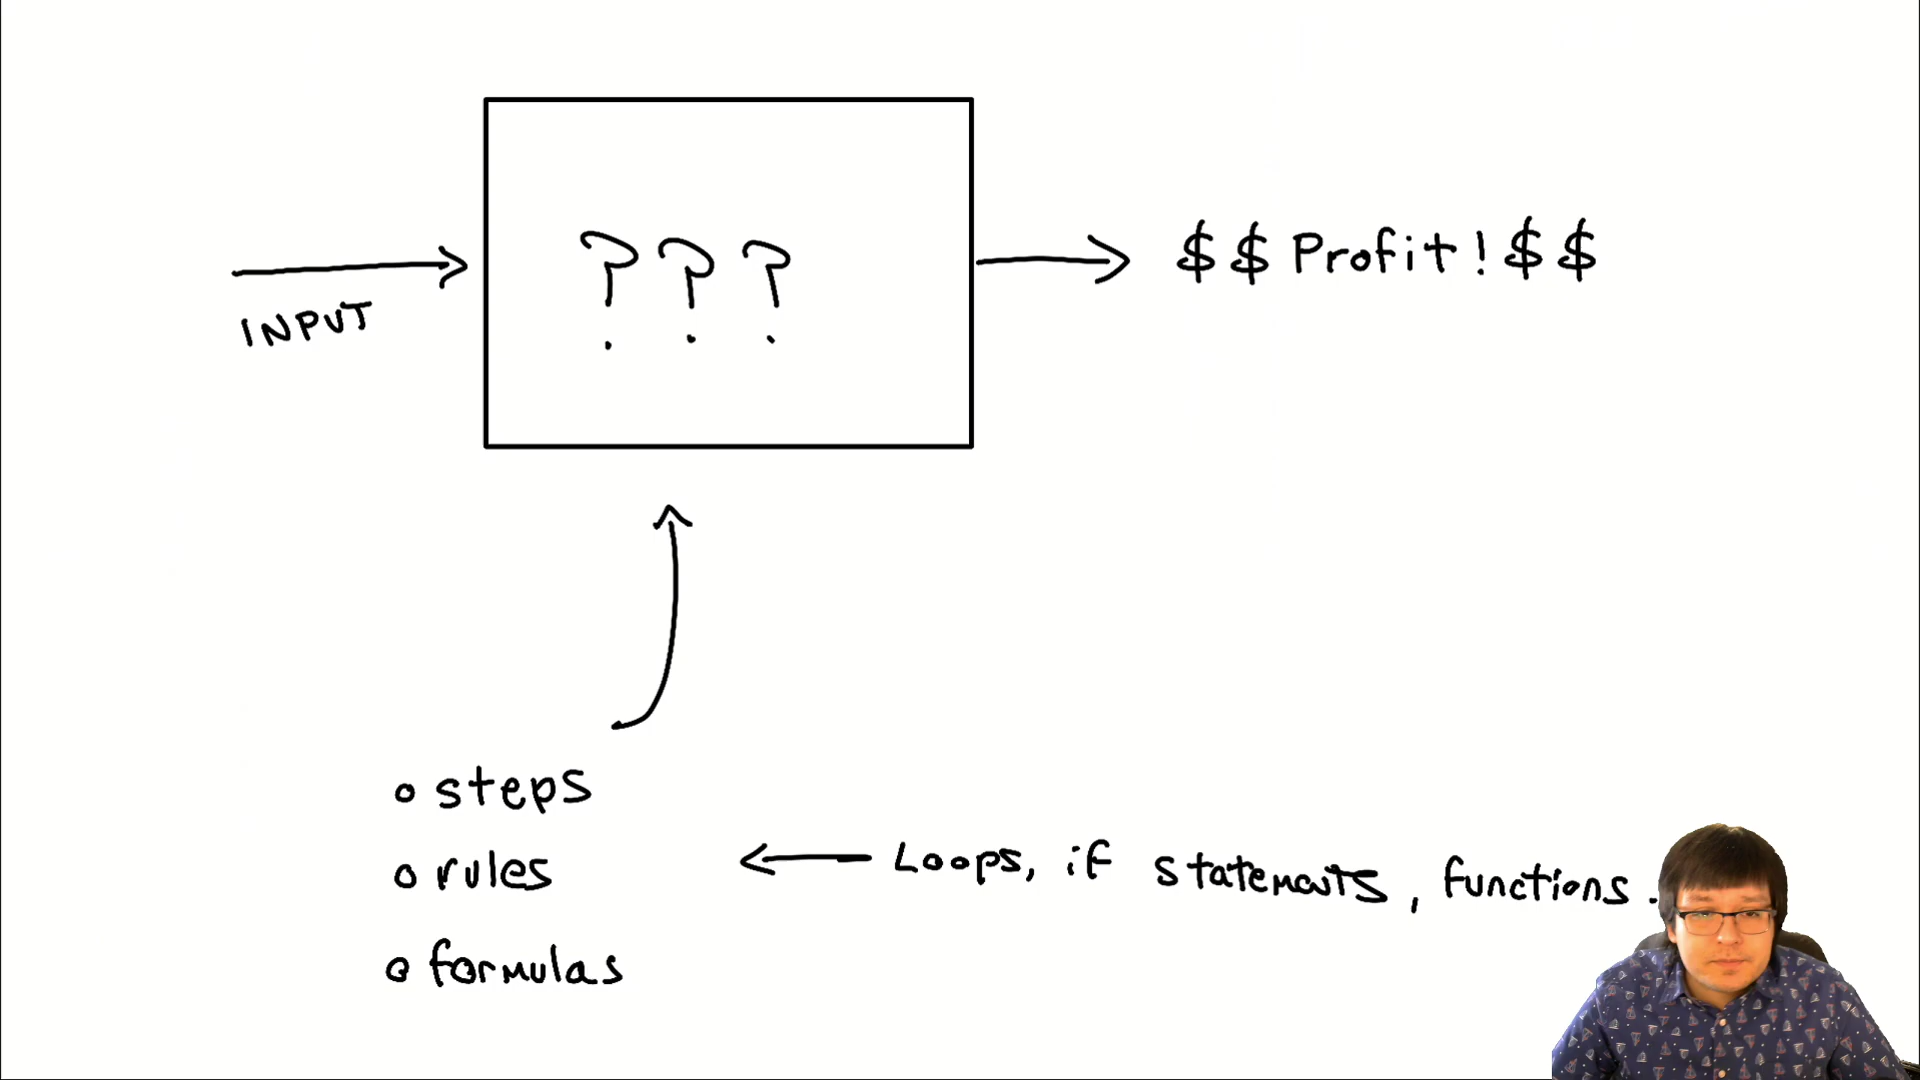 INPUT
???
$$ Profit! $$
steps
rules
Loops, if statements, functions.
formulas